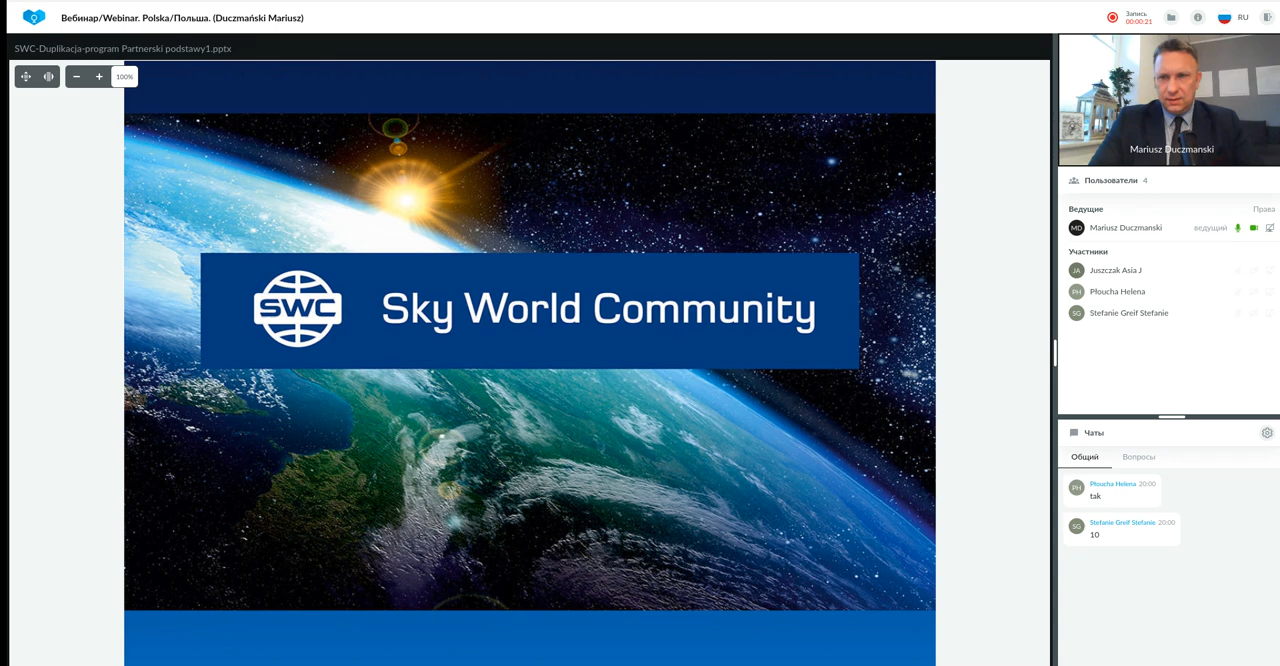 Вебинар/Webinar. Polska/Польша. (Duczmański Mariusz)
Запись
00:00:21
RU
SWC-Duplikacja-program Partnerski podstawy1.pptx
100%
SWC
Sky World Community
Mariusz Duczmanski
Пользователи 4
Ведущие Права
MD Mariusz Duczmanski ведущий
Участники
JA Juszczak Asia J
PH Płoucha Helena
SG Stefanie Greif Stefanie
Чаты
Общий Вопросы
PH Płoucha Helena 20:00
tak
SG Stefanie Greif Stefanie 20:00
10